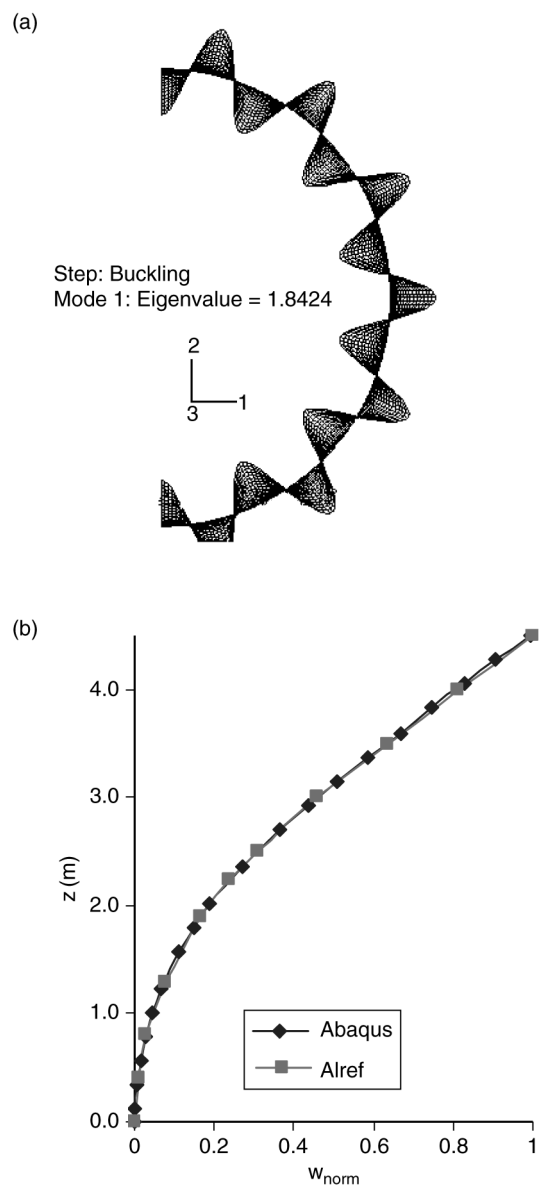 (a)
Step: Buckling
Mode 1: Eigenvalue = 1.8424
2
3 1
(b)
z (m)
4.0
3.0
2.0
1.0
0.0
Abaqus
Alref
0 0.2 0.4 0.6 0.8 1
wnorm